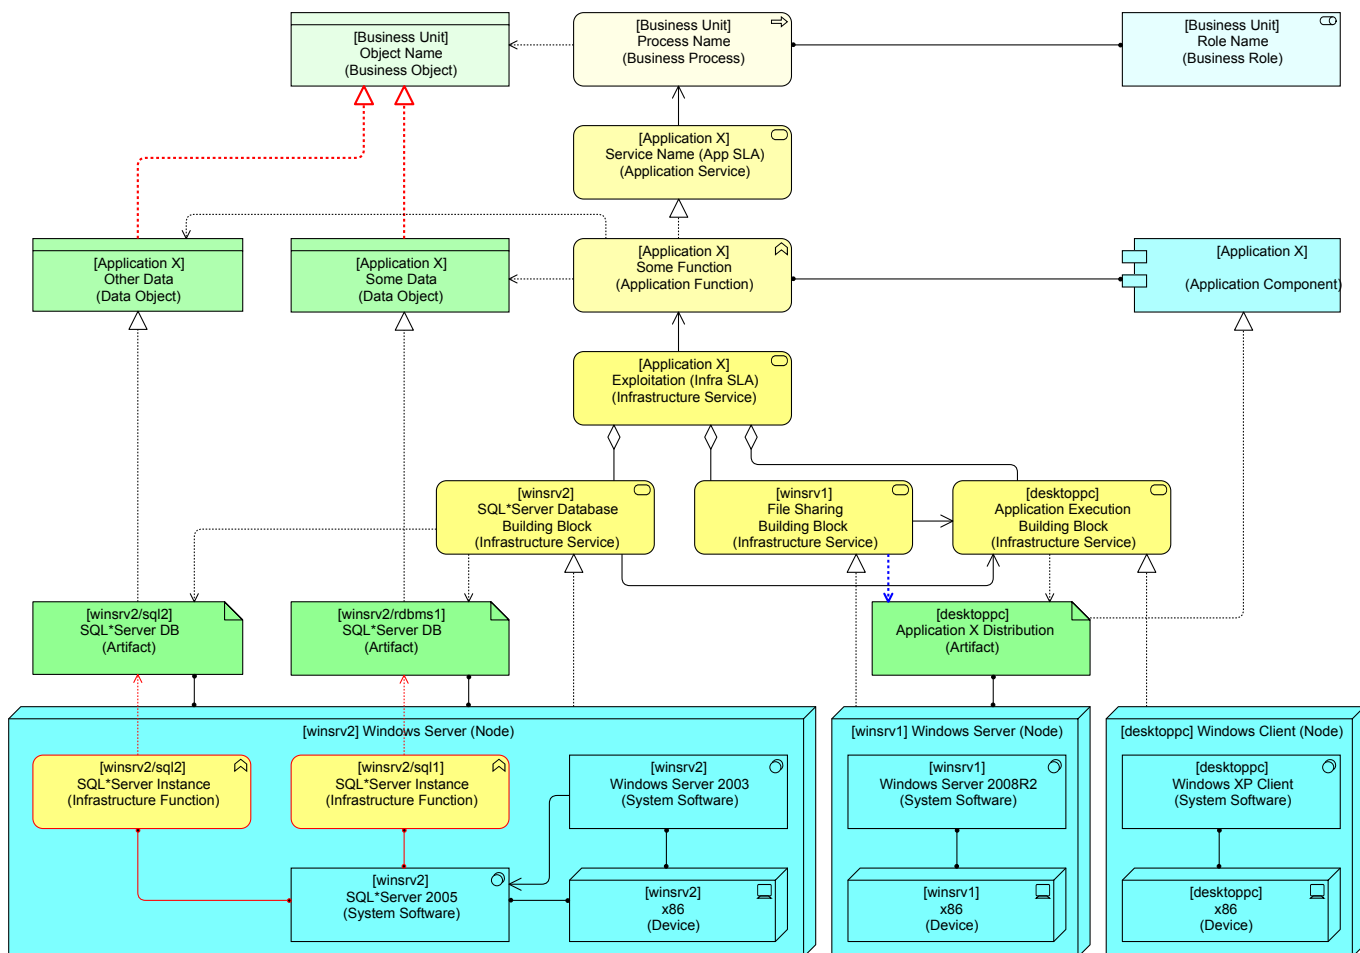 [Business Unit]
Object Name
(Business Object)
[Business Unit]
Process Name
(Business Process)
[Business Unit]
Role Name
(Business Role)
[Application X]
Service Name (App SLA)
(Application Service)
[Application X]
Other Data
(Data Object)
[Application X]
Some Data
(Data Object)
[Application X]
Some Function
(Application Function)
[Application X]
(Application Component)
[Application X]
Exploitation (Infra SLA)
(Infrastructure Service)
[winsrv2]
SQL*Server Database
Building Block
(Infrastructure Service)
[winsrv1]
File Sharing
Building Block
(Infrastructure Service)
[desktoppc]
Application Execution
Building Block
(Infrastructure Service)
[winsrv2/sql2]
SQL*Server DB
(Artifact)
[winsrv2/rdbms1]
SQL*Server DB
(Artifact)
[desktoppc]
Application X Distribution
(Artifact)
[winsrv2] Windows Server (Node)
[winsrv2/sql2]
SQL*Server Instance
(Infrastructure Function)
[winsrv2/sql1]
SQL*Server Instance
(Infrastructure Function)
[winsrv2]
Windows Server 2003
(System Software)
[winsrv2]
SQL*Server 2005
(System Software)
[winsrv2]
x86
(Device)
[winsrv1] Windows Server (Node)
[winsrv1]
Windows Server 2008R2
(System Software)
[winsrv1]
x86
(Device)
[desktoppc] Windows Client (Node)
[desktoppc]
Windows XP Client
(System Software)
[desktoppc]
x86
(Device)